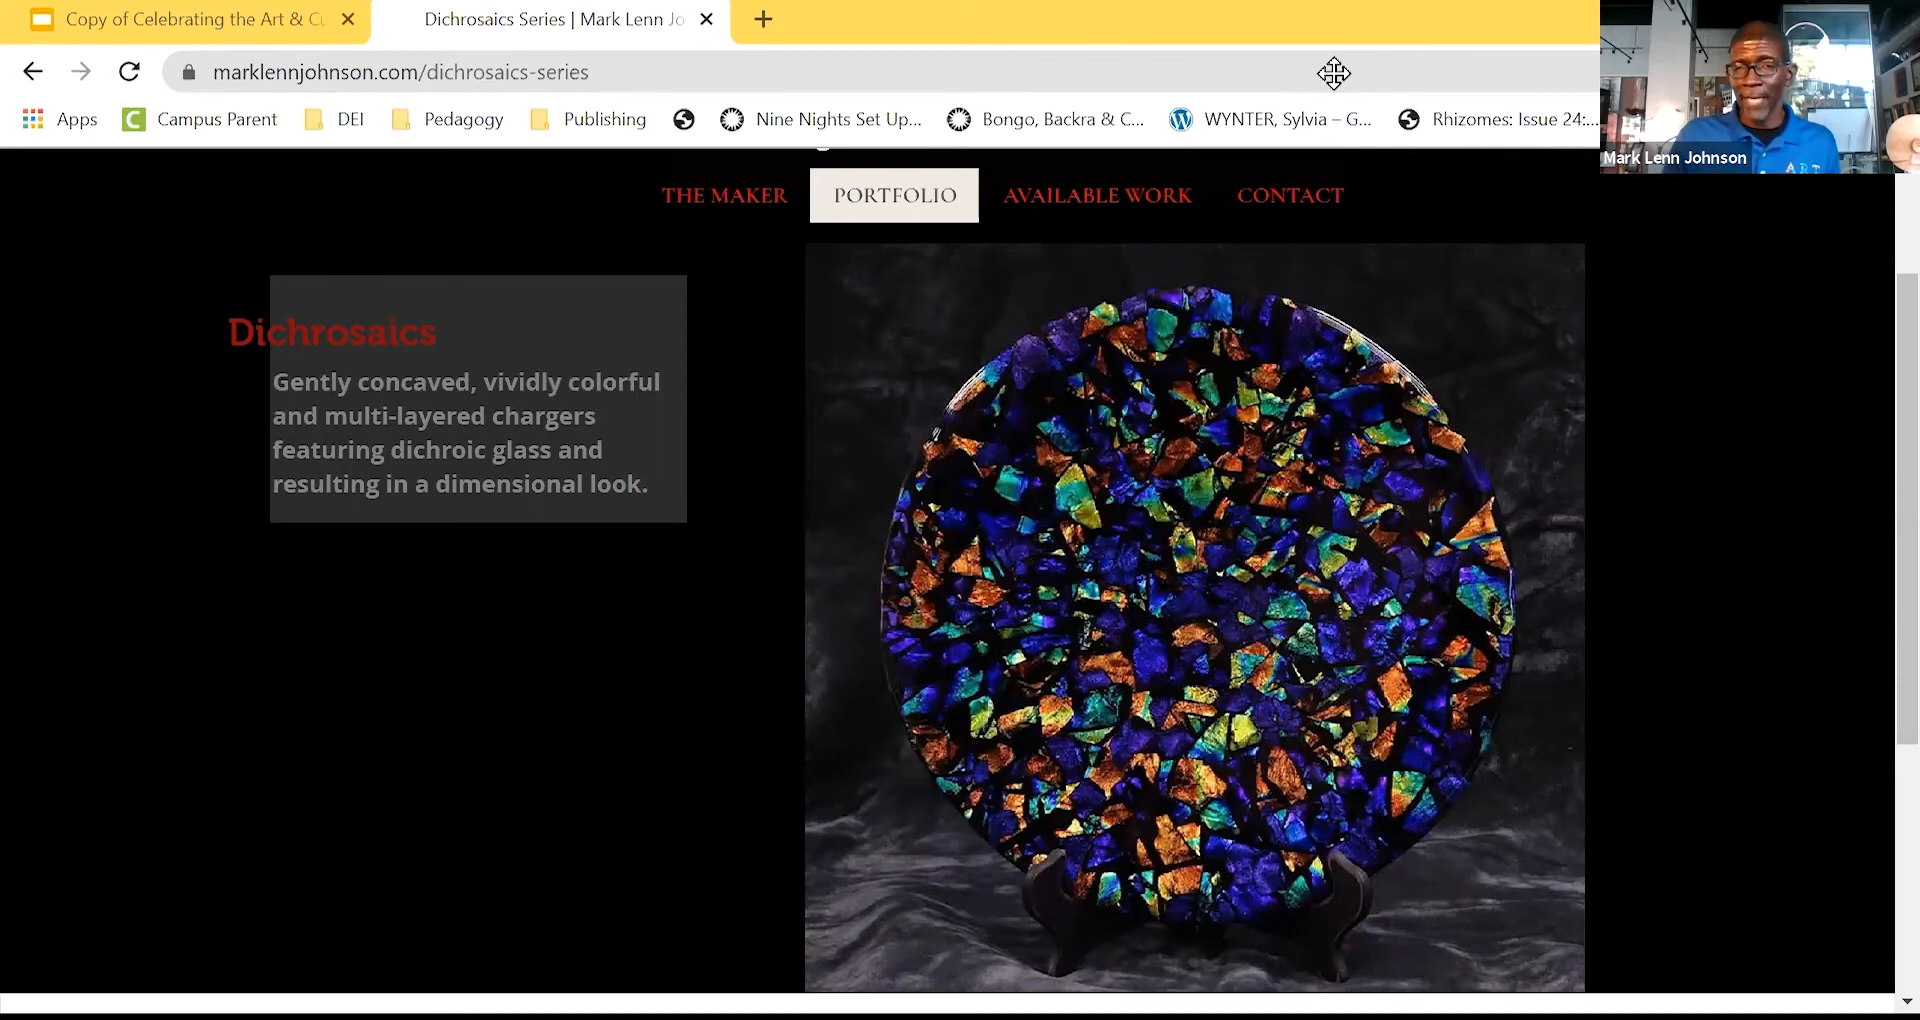 Copy of Celebrating the Art & Cu
Dichrosaics Series | Mark Lenn Jo
marklennjohnson.com/dichrosaics-series
Apps
Campus Parent
DEI
Pedagogy
Publishing
Nine Nights Set Up...
Bongo, Backra & C...
WYNTER, Sylvia – G...
Rhizomes: Issue 24:...
Mark Lenn Johnson
ART
THE MAKER
PORTFOLIO
AVAILABLE WORK
CONTACT
Dichrosaics
Gently concaved, vividly colorful
and multi-layered chargers
featuring dichroic glass and
resulting in a dimensional look.